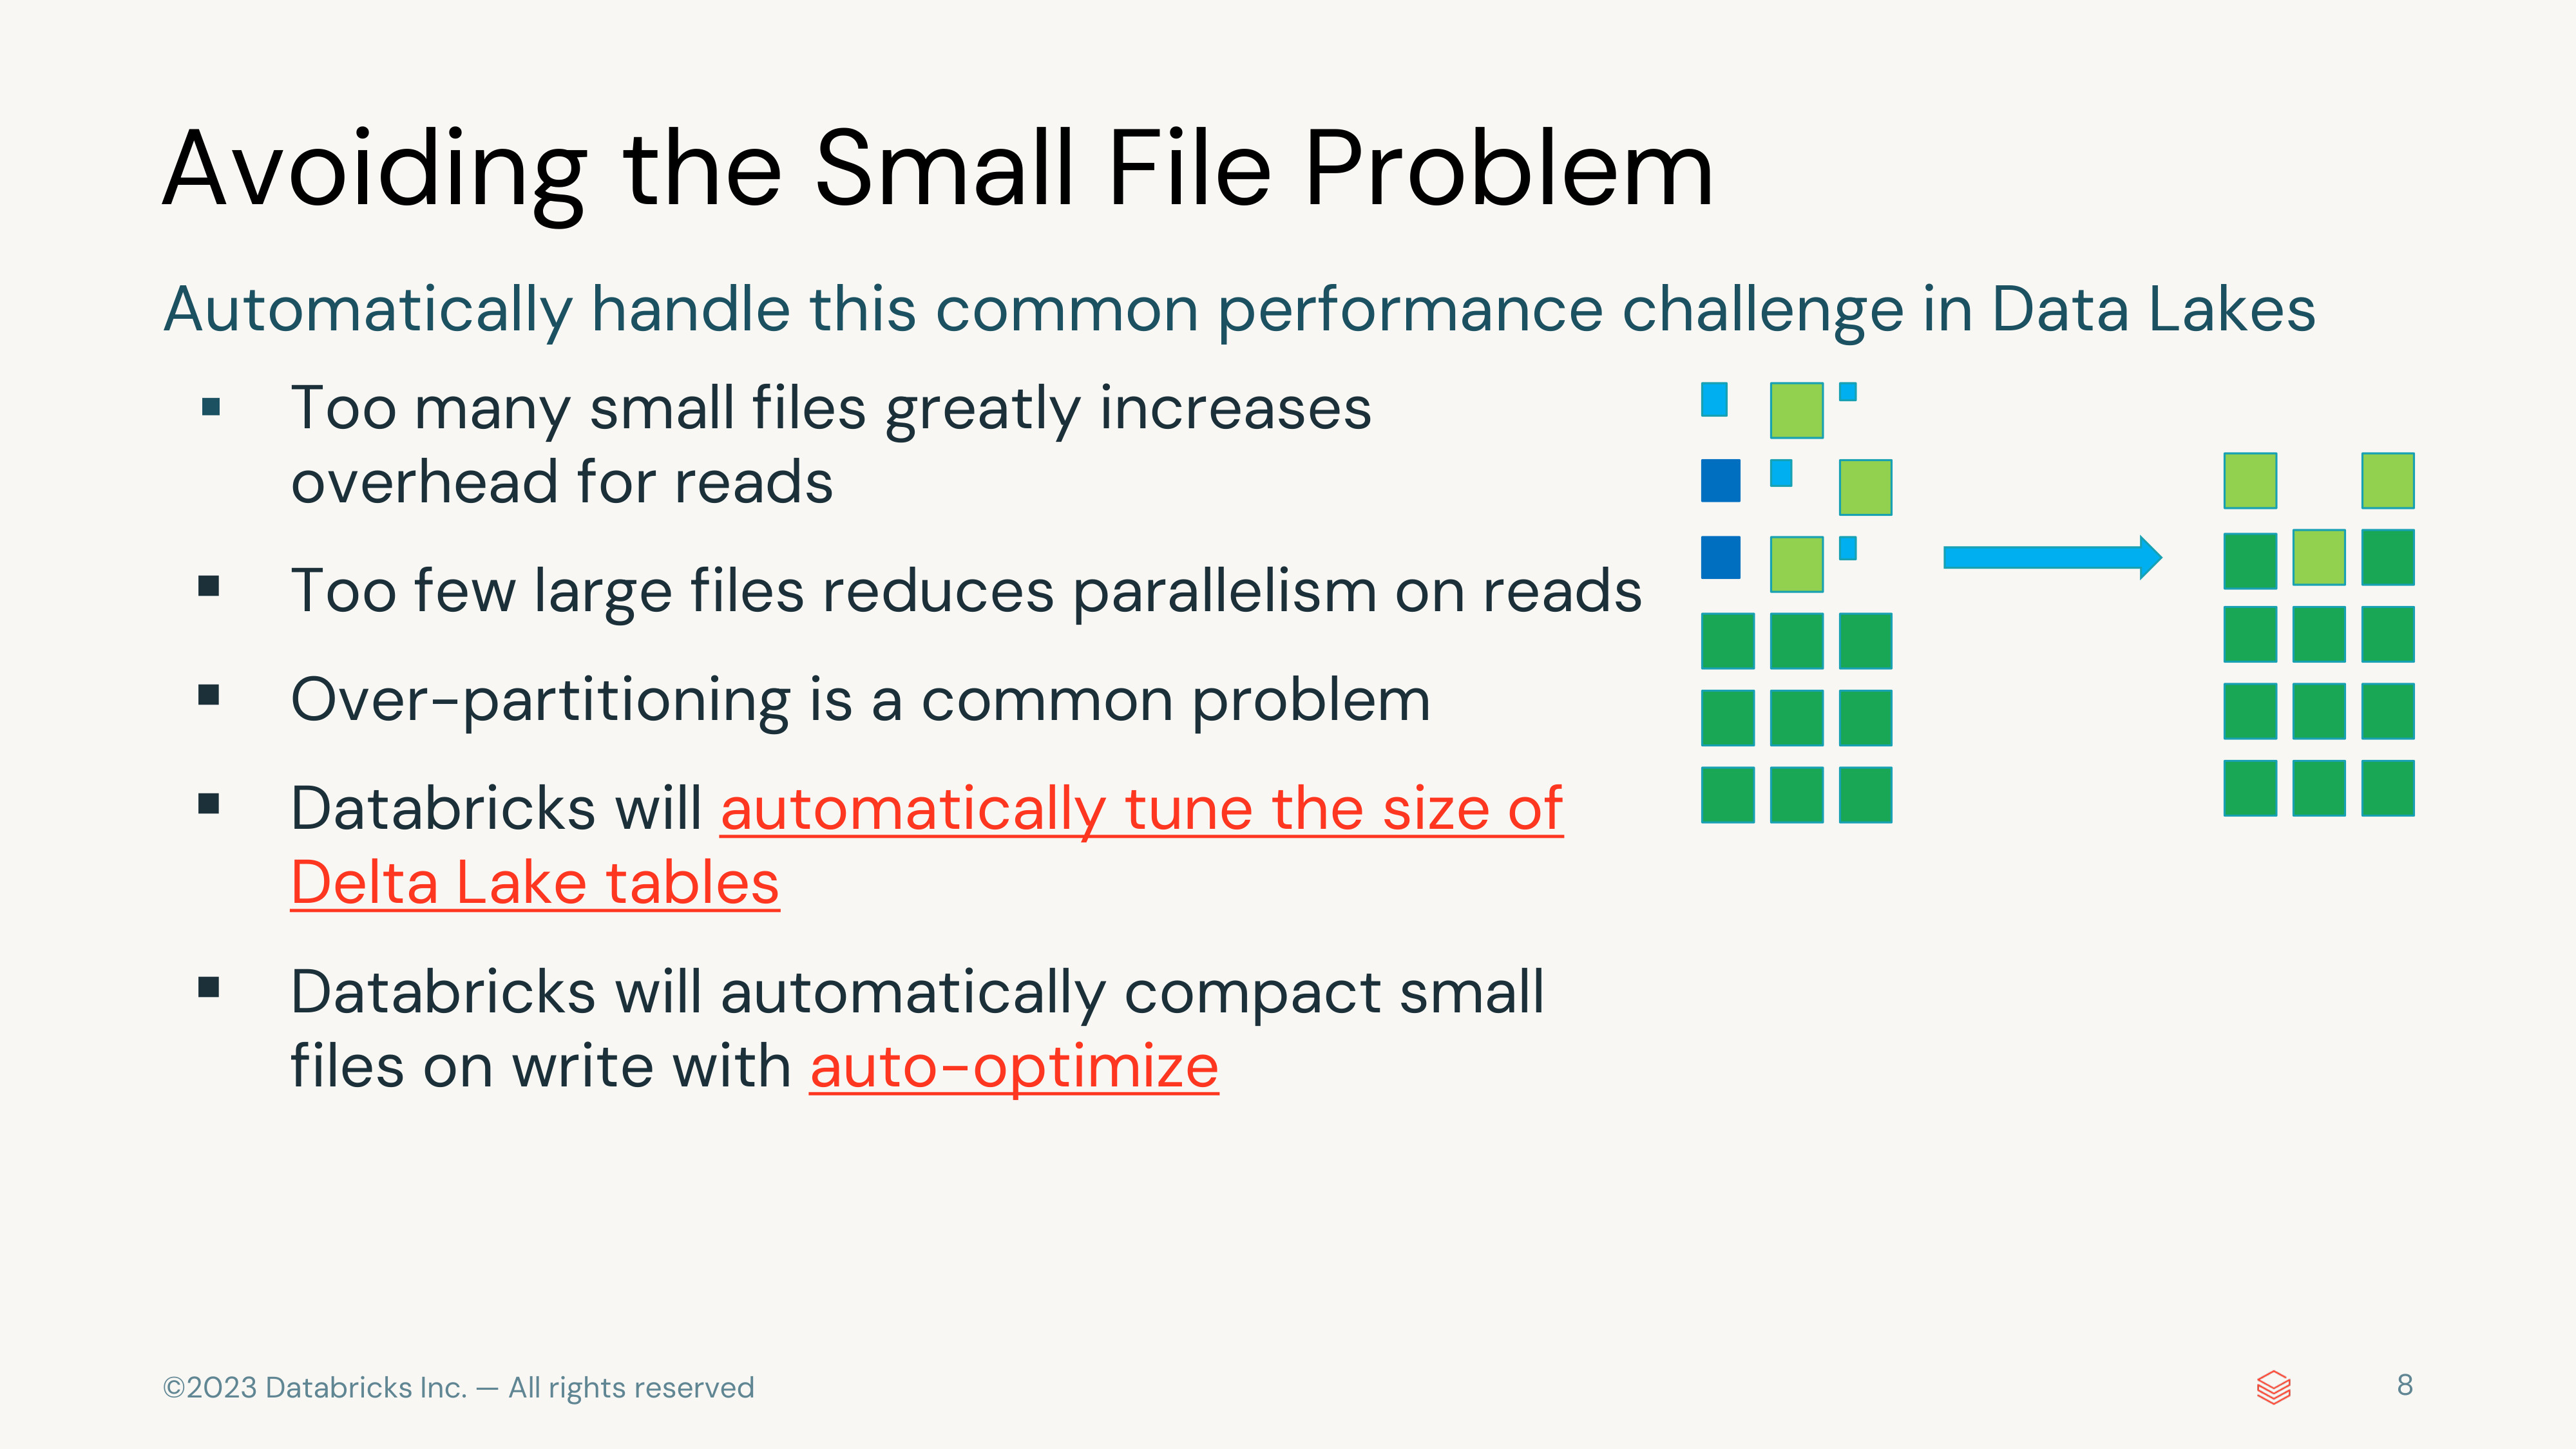 Avoiding the Small File Problem
Automatically handle this common performance challenge in Data Lakes
▪ Too many small files greatly increases
overhead for reads
▪ Too few large files reduces parallelism on reads
▪ Over-partitioning is a common problem
▪ Databricks will automatically tune the size of
Delta Lake tables
▪ Databricks will automatically compact small
files on write with auto-optimize
©2023 Databricks Inc. — All rights reserved
8